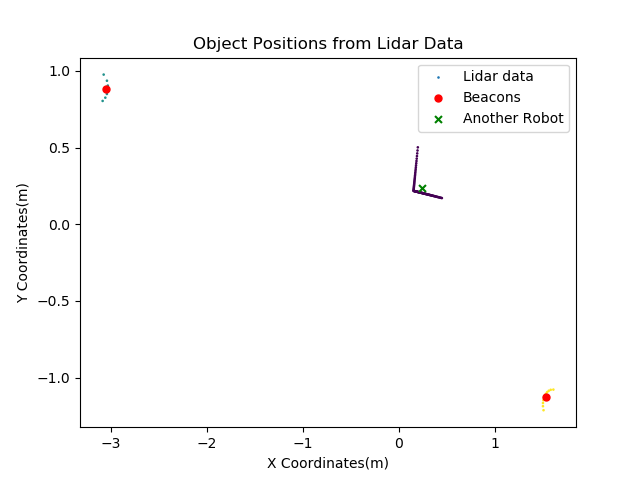 Object Positions from Lidar Data
Lidar data
Beacons
Another Robot
1.0
0.5
0.0
−0.5
−1.0
Y Coordinates(m)
−3
−2
−1
0
1
X Coordinates(m)